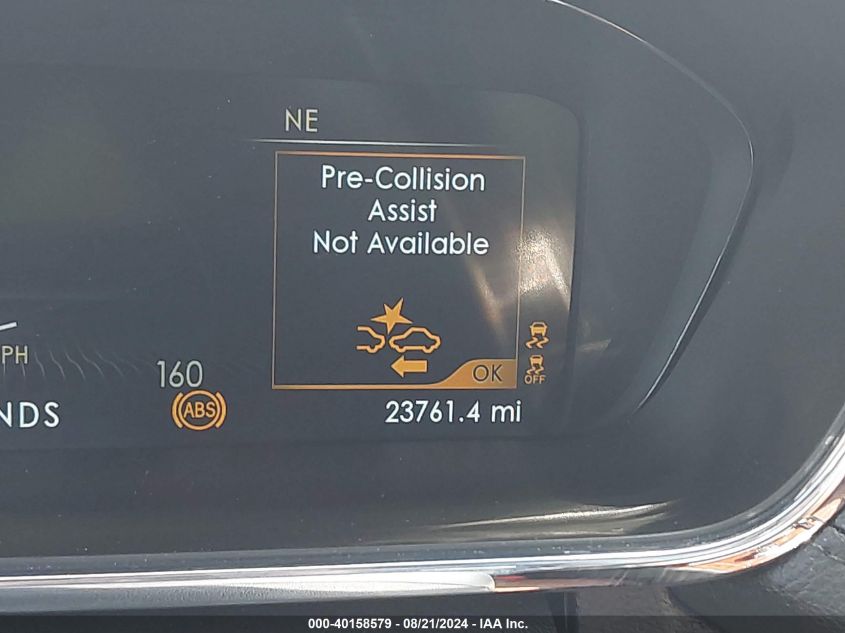 NE
Pre-Collision
Assist
Not Available
OK
OFF
PH
160
ABS
NDS
23761.4 mi
000-40158579 - 08/21/2024 - IAA Inc.